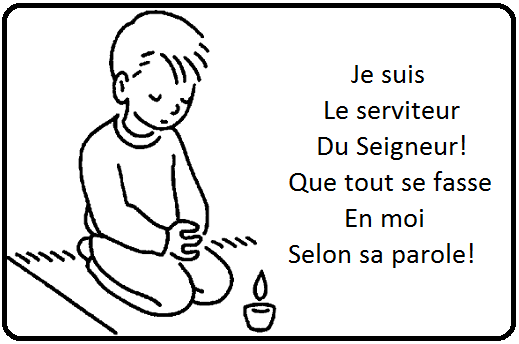 Je suis
Le serviteur
Du Seigneur!
Que tout se fasse
En moi
Selon sa parole!